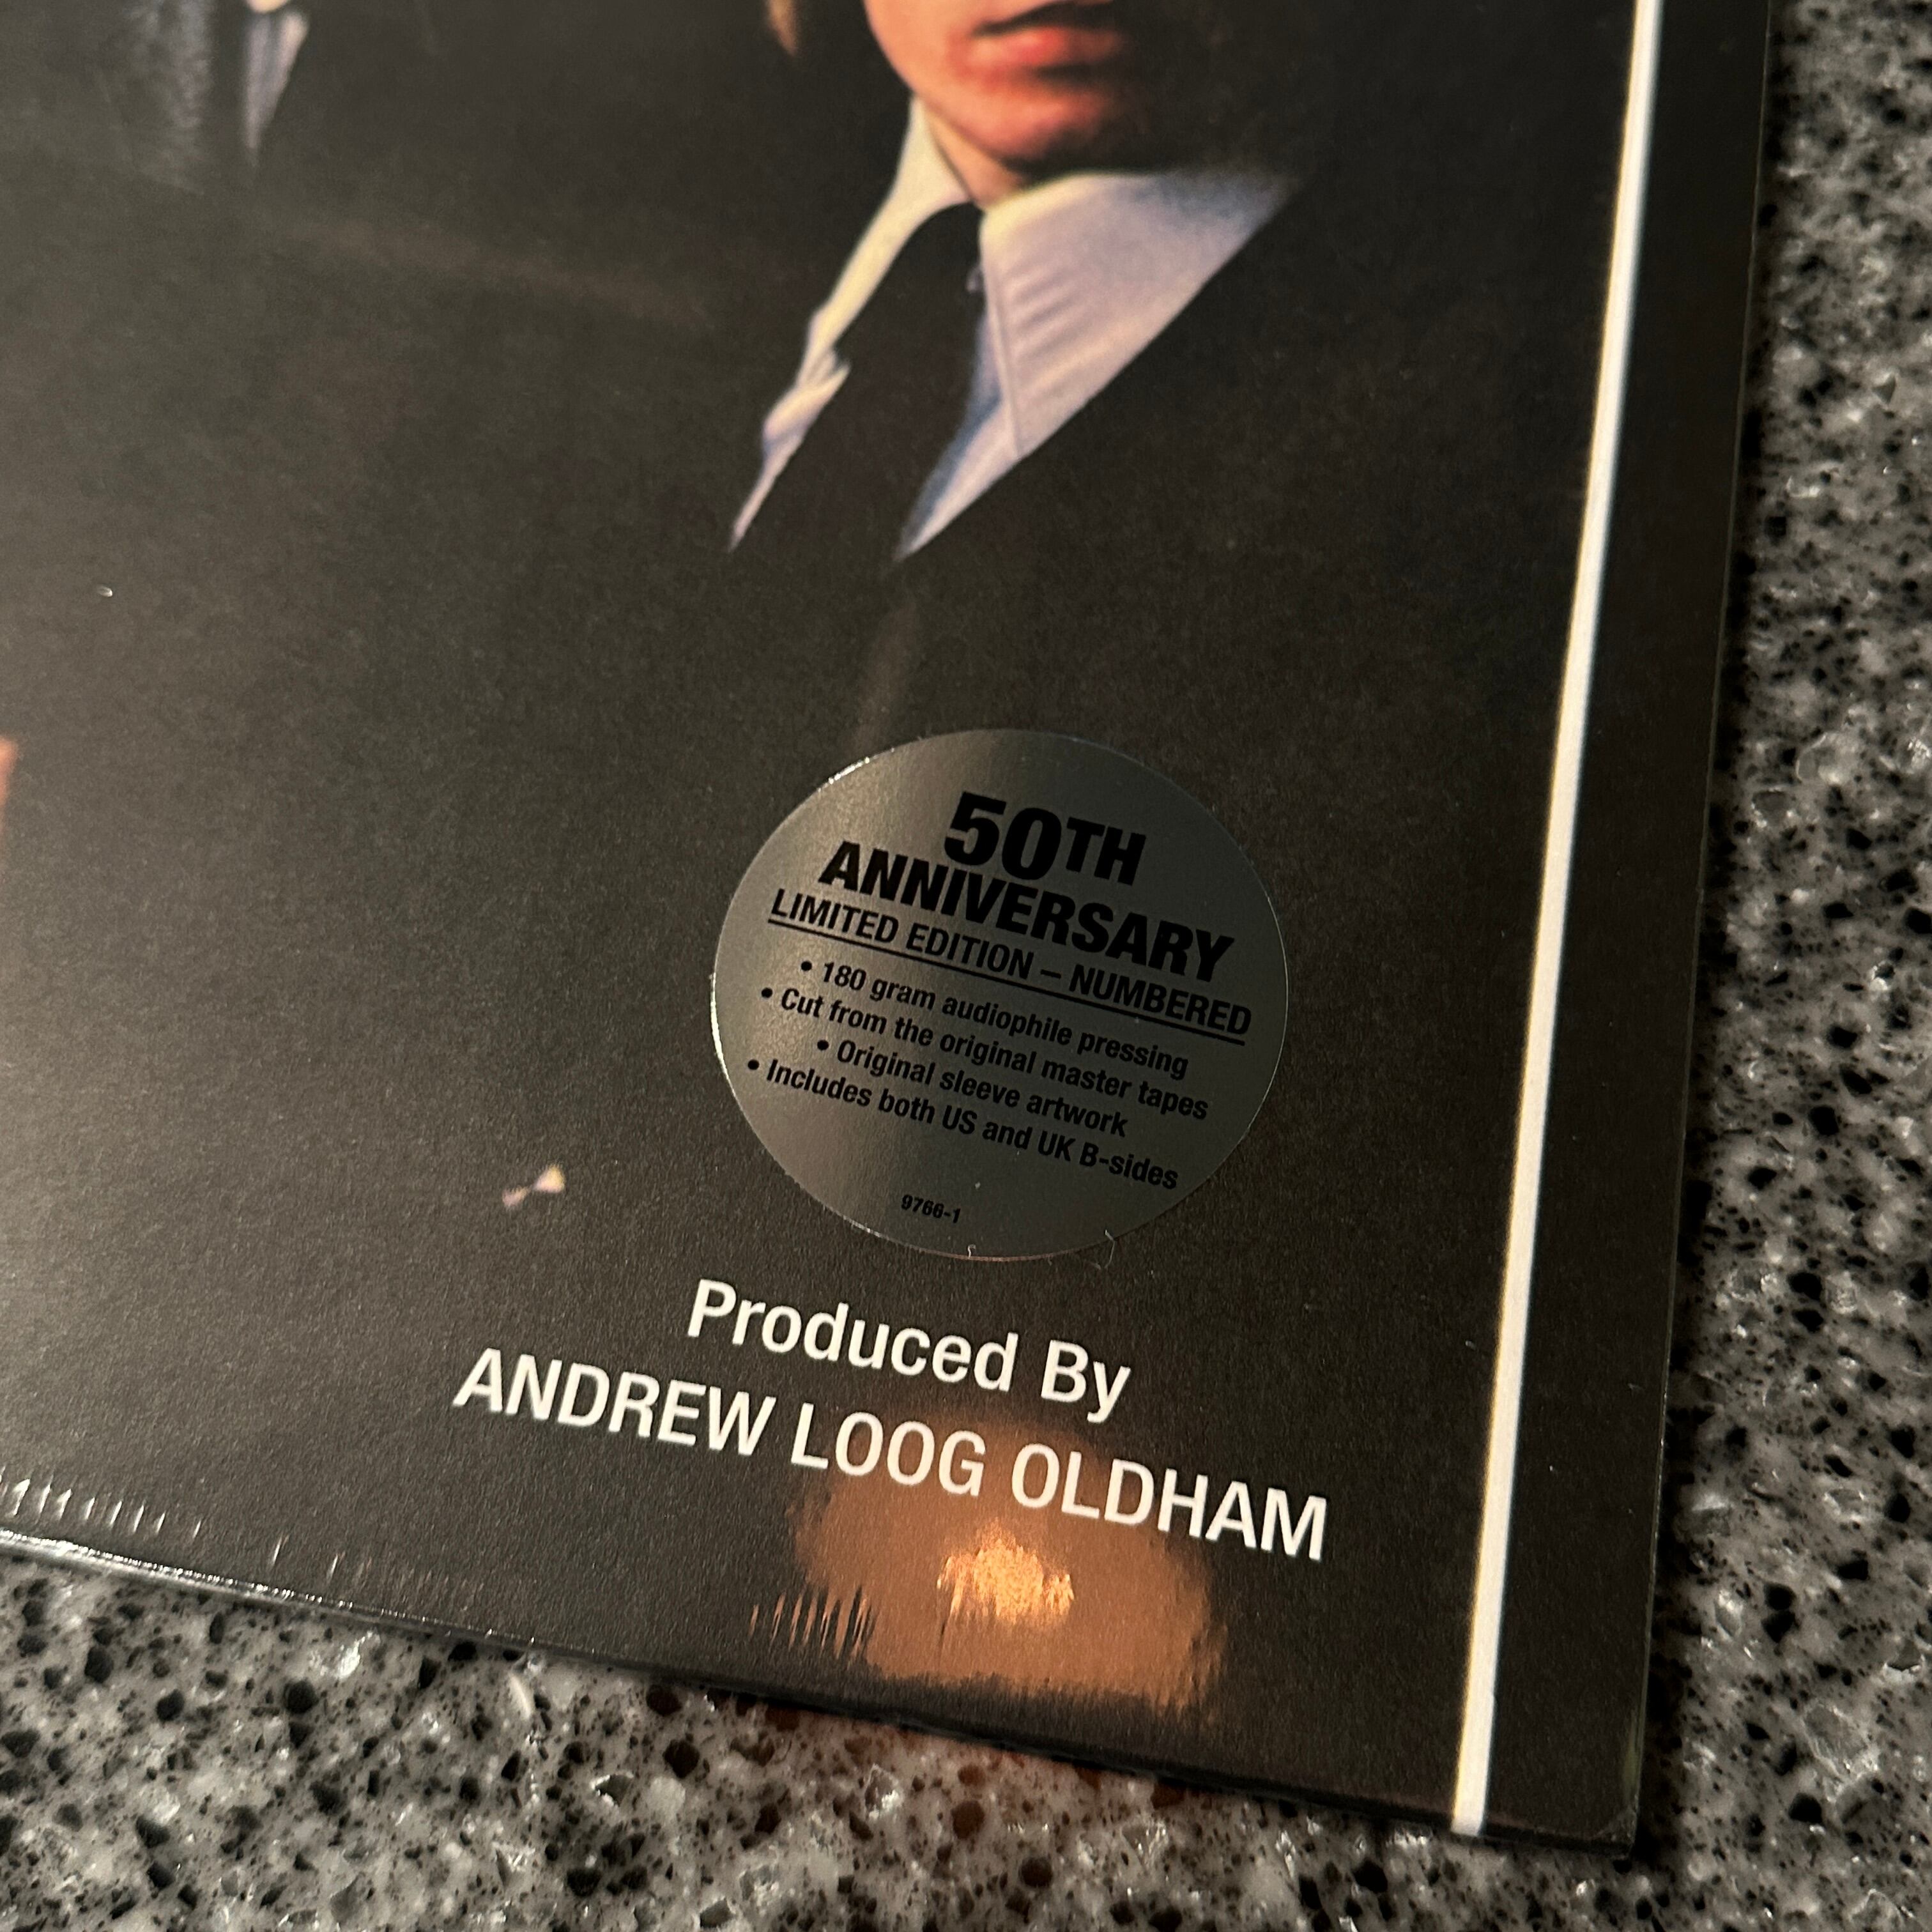 50TH
ANNIVERSARY
LIMITED EDITION – NUMBERED
• 180 gram audiophile pressing
• Cut from the original master tapes
• Original sleeve artwork
• Includes both US and UK B-sides
9766-1
Produced By
ANDREW LOOG OLDHAM